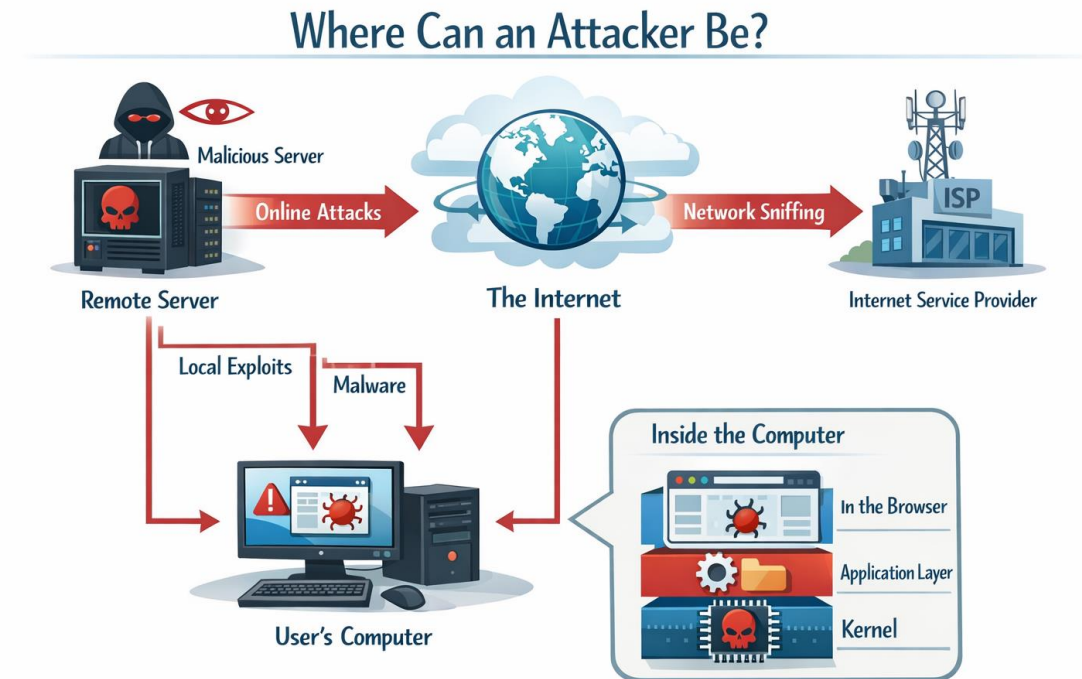 Where Can an Attacker Be?
Malicious Server
Online Attacks
Network Sniffing
ISP
Remote Server
The Internet
Internet Service Provider
Local Exploits
Malware
Inside the Computer
In the Browser
Application Layer
Kernel
User's Computer